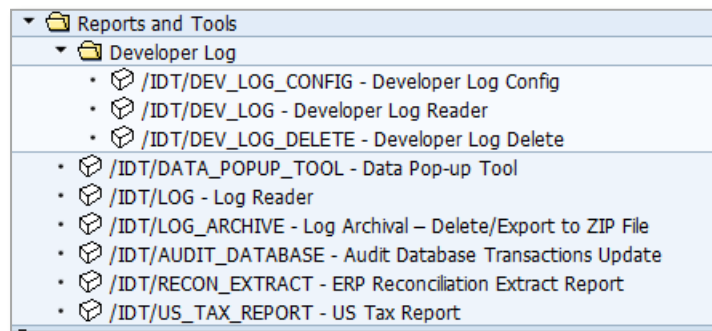 Reports and Tools
Developer Log
/IDT/DEV_LOG_CONFIG - Developer Log Config
/IDT/DEV_LOG - Developer Log Reader
/IDT/DEV_LOG_DELETE - Developer Log Delete
/IDT/DATA_POPUP_TOOL - Data Pop-up Tool
/IDT/LOG - Log Reader
/IDT/LOG_ARCHIVE - Log Archival – Delete/Export to ZIP File
/IDT/AUDIT_DATABASE - Audit Database Transactions Update
/IDT/RECON_EXTRACT - ERP Reconciliation Extract Report
/IDT/US_TAX_REPORT - US Tax Report